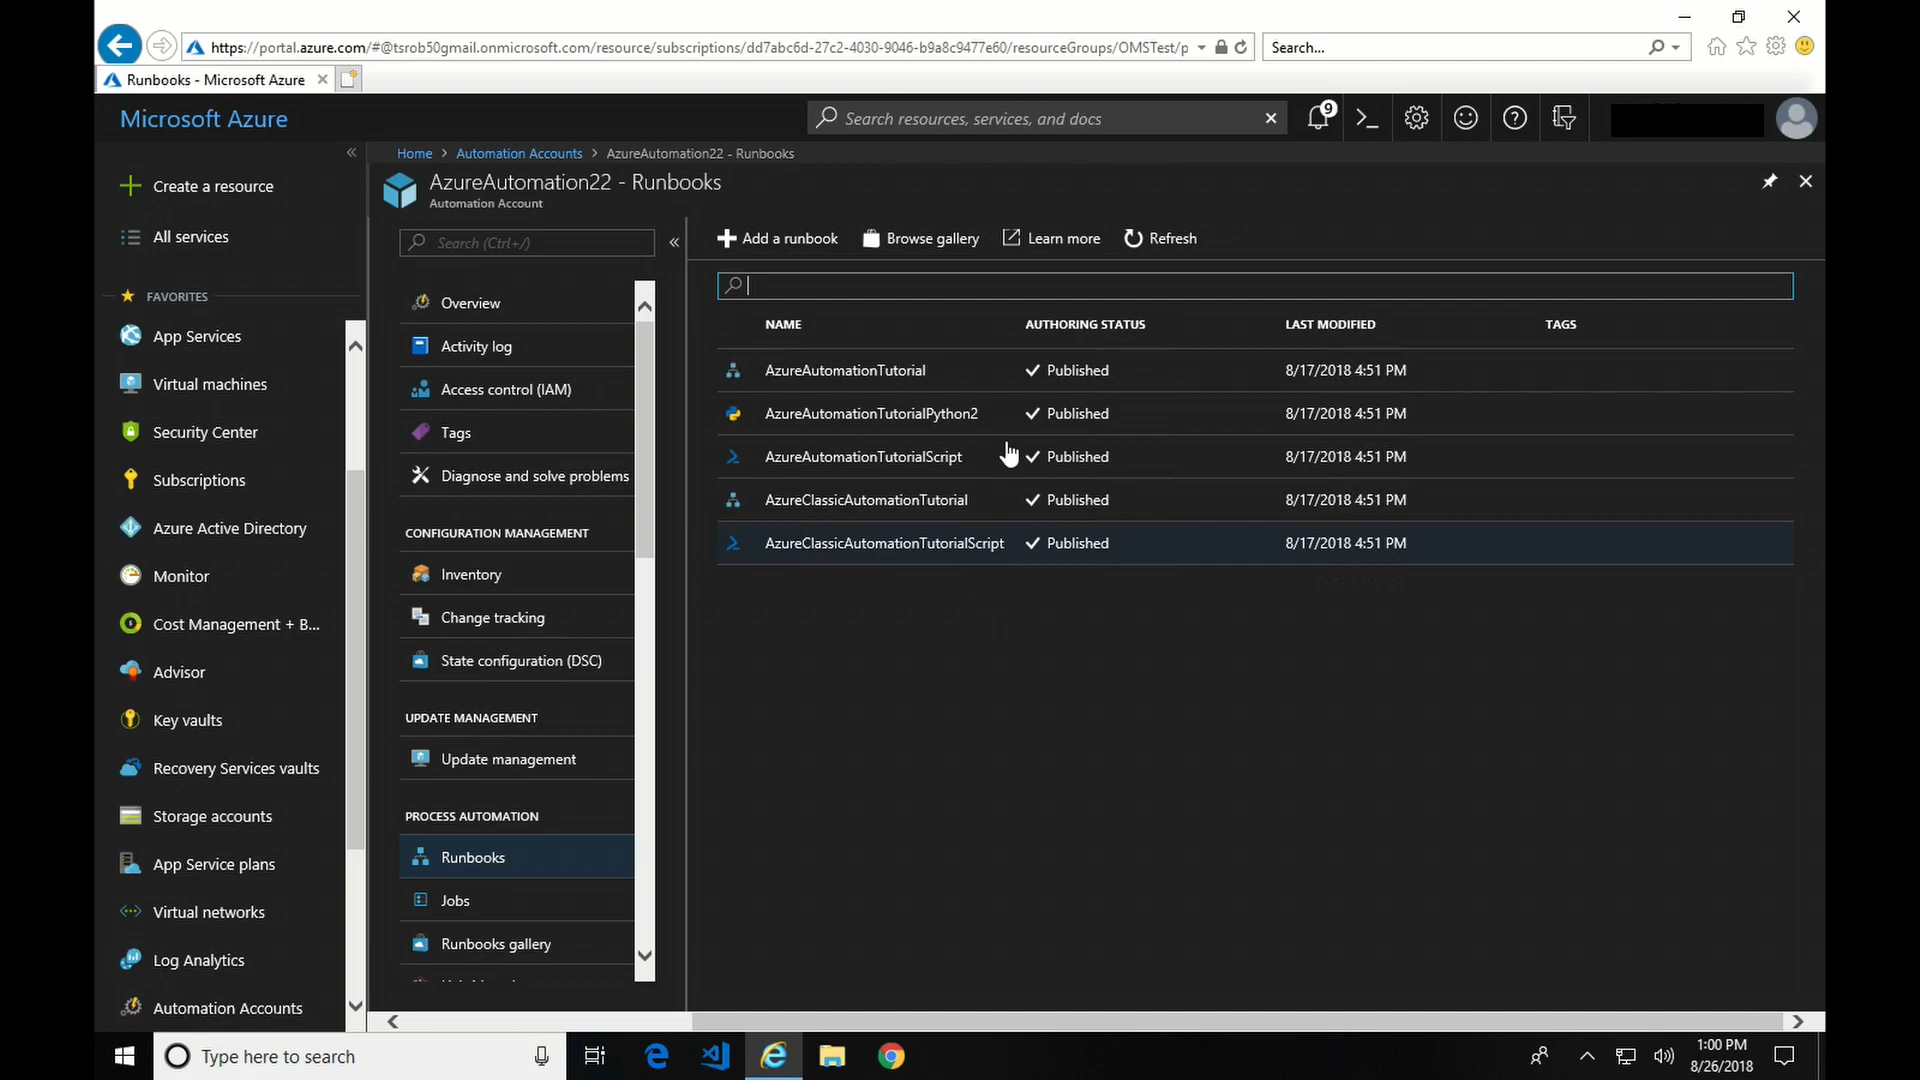 https://portal.azure.com/#@tsrob50gmail.onmicrosoft.com/resource/subscriptions/dd7abc6d-27c2-4030-9046-b9a8c9477e60/resourceGroups/OMSTest/p
Search...
Runbooks - Microsoft Azure
Microsoft Azure
Search resources, services, and docs
9
Home > Automation Accounts > AzureAutomation22 - Runbooks
AzureAutomation22 - Runbooks
Automation Account
Create a resource
All services
FAVORITES
App Services
Virtual machines
Security Center
Subscriptions
Azure Active Directory
Monitor
Cost Management + B...
Advisor
Key vaults
Recovery Services vaults
Storage accounts
App Service plans
Virtual networks
Log Analytics
Automation Accounts
Search (Ctrl+/)
Overview
Activity log
Access control (IAM)
Tags
Diagnose and solve problems
CONFIGURATION MANAGEMENT
Inventory
Change tracking
State configuration (DSC)
UPDATE MANAGEMENT
Update management
PROCESS AUTOMATION
Runbooks
Jobs
Runbooks gallery
Add a runbook Browse gallery Learn more Refresh
NAME AUTHORING STATUS LAST MODIFIED TAGS
AzureAutomationTutorial Published 8/17/2018 4:51 PM
AzureAutomationTutorialPython2 Published 8/17/2018 4:51 PM
AzureAutomationTutorialScript Published 8/17/2018 4:51 PM
AzureClassicAutomationTutorial Published 8/17/2018 4:51 PM
AzureClassicAutomationTutorialScript Published 8/17/2018 4:51 PM
Type here to search
1:00 PM
8/26/2018